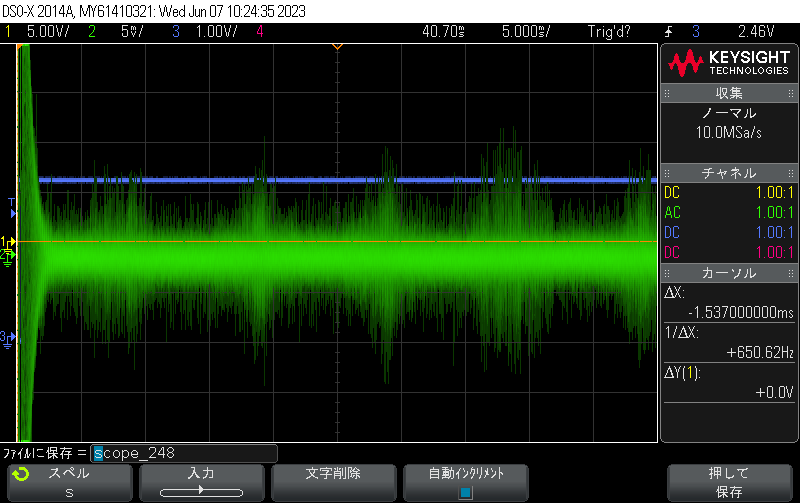 DSO-X 2014A, MY61410321: Wed Jun 07 10:24:35 2023
1 5.00V/ 2 5㎷/ 3 1.00V/ 4 40.70㎳ 5.000㎳/ Trig'd? 3 2.46V
KEYSIGHT
TECHNOLOGIES
収集
ノーマル
10.0MSa/s
チャネル
DC 1.00:1
AC 1.00:1
DC 1.00:1
DC 1.00:1
カーソル
ΔX:
-1.537000000ms
1/ΔX:
+650.62Hz
ΔY(1):
+0.0V
T
1
2
3
ファイルに保存 = scope_248
スペル
s
入力
文字削除
自動インクリメント
押して
保存